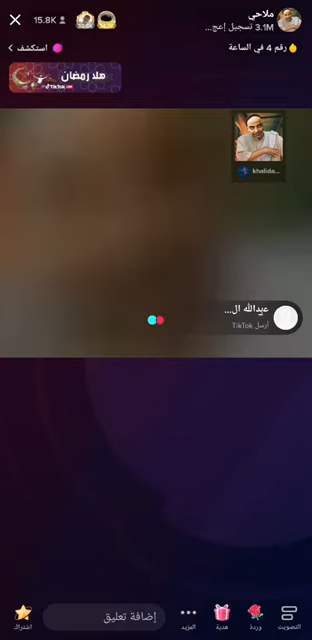 ملاحي
3.1M تسجيل إعج...
15.8K
رقم 4 في الساعة
استكشف
هلا رمضان
TikTok
khalida...
عبدالله ال...
أرسل TikTok
إضافة تعليق
اشتراك
المزيد
هدية
وردة
التصويت